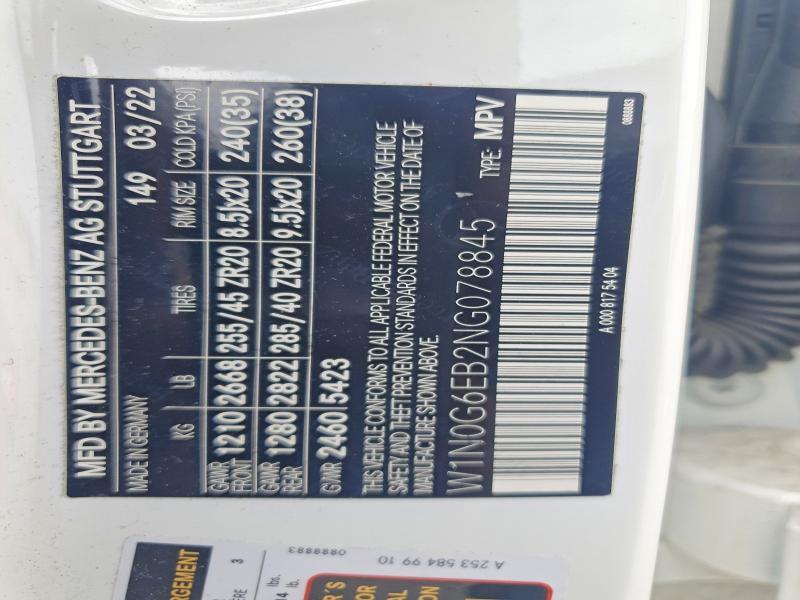 MFD BY MERCEDES-BENZ AG STUTTGART
MADE IN GERMANY 149 03/22
KG LB TIRES RIM SIZE COLD KPA(PSI)
GAWR FRONT 1210 2668 255/45 ZR20 8.5Jx20 240(35)
GAWR REAR 1280 2822 285/40 ZR20 9.5Jx20 260(38)
GVWR 2460 5423
THIS VEHICLE CONFORMS TO ALL APPLICABLE FEDERAL MOTOR VEHICLE
SAFETY AND THEFT PREVENTION STANDARDS IN EFFECT ON THE DATE OF
MANUFACTURE SHOWN ABOVE.
W1N0G6EB2NG078845 TYPE: MPV
A 000 817 54 04
0888883
0888883
A 253 584 99 10
3
lbs.
lb.